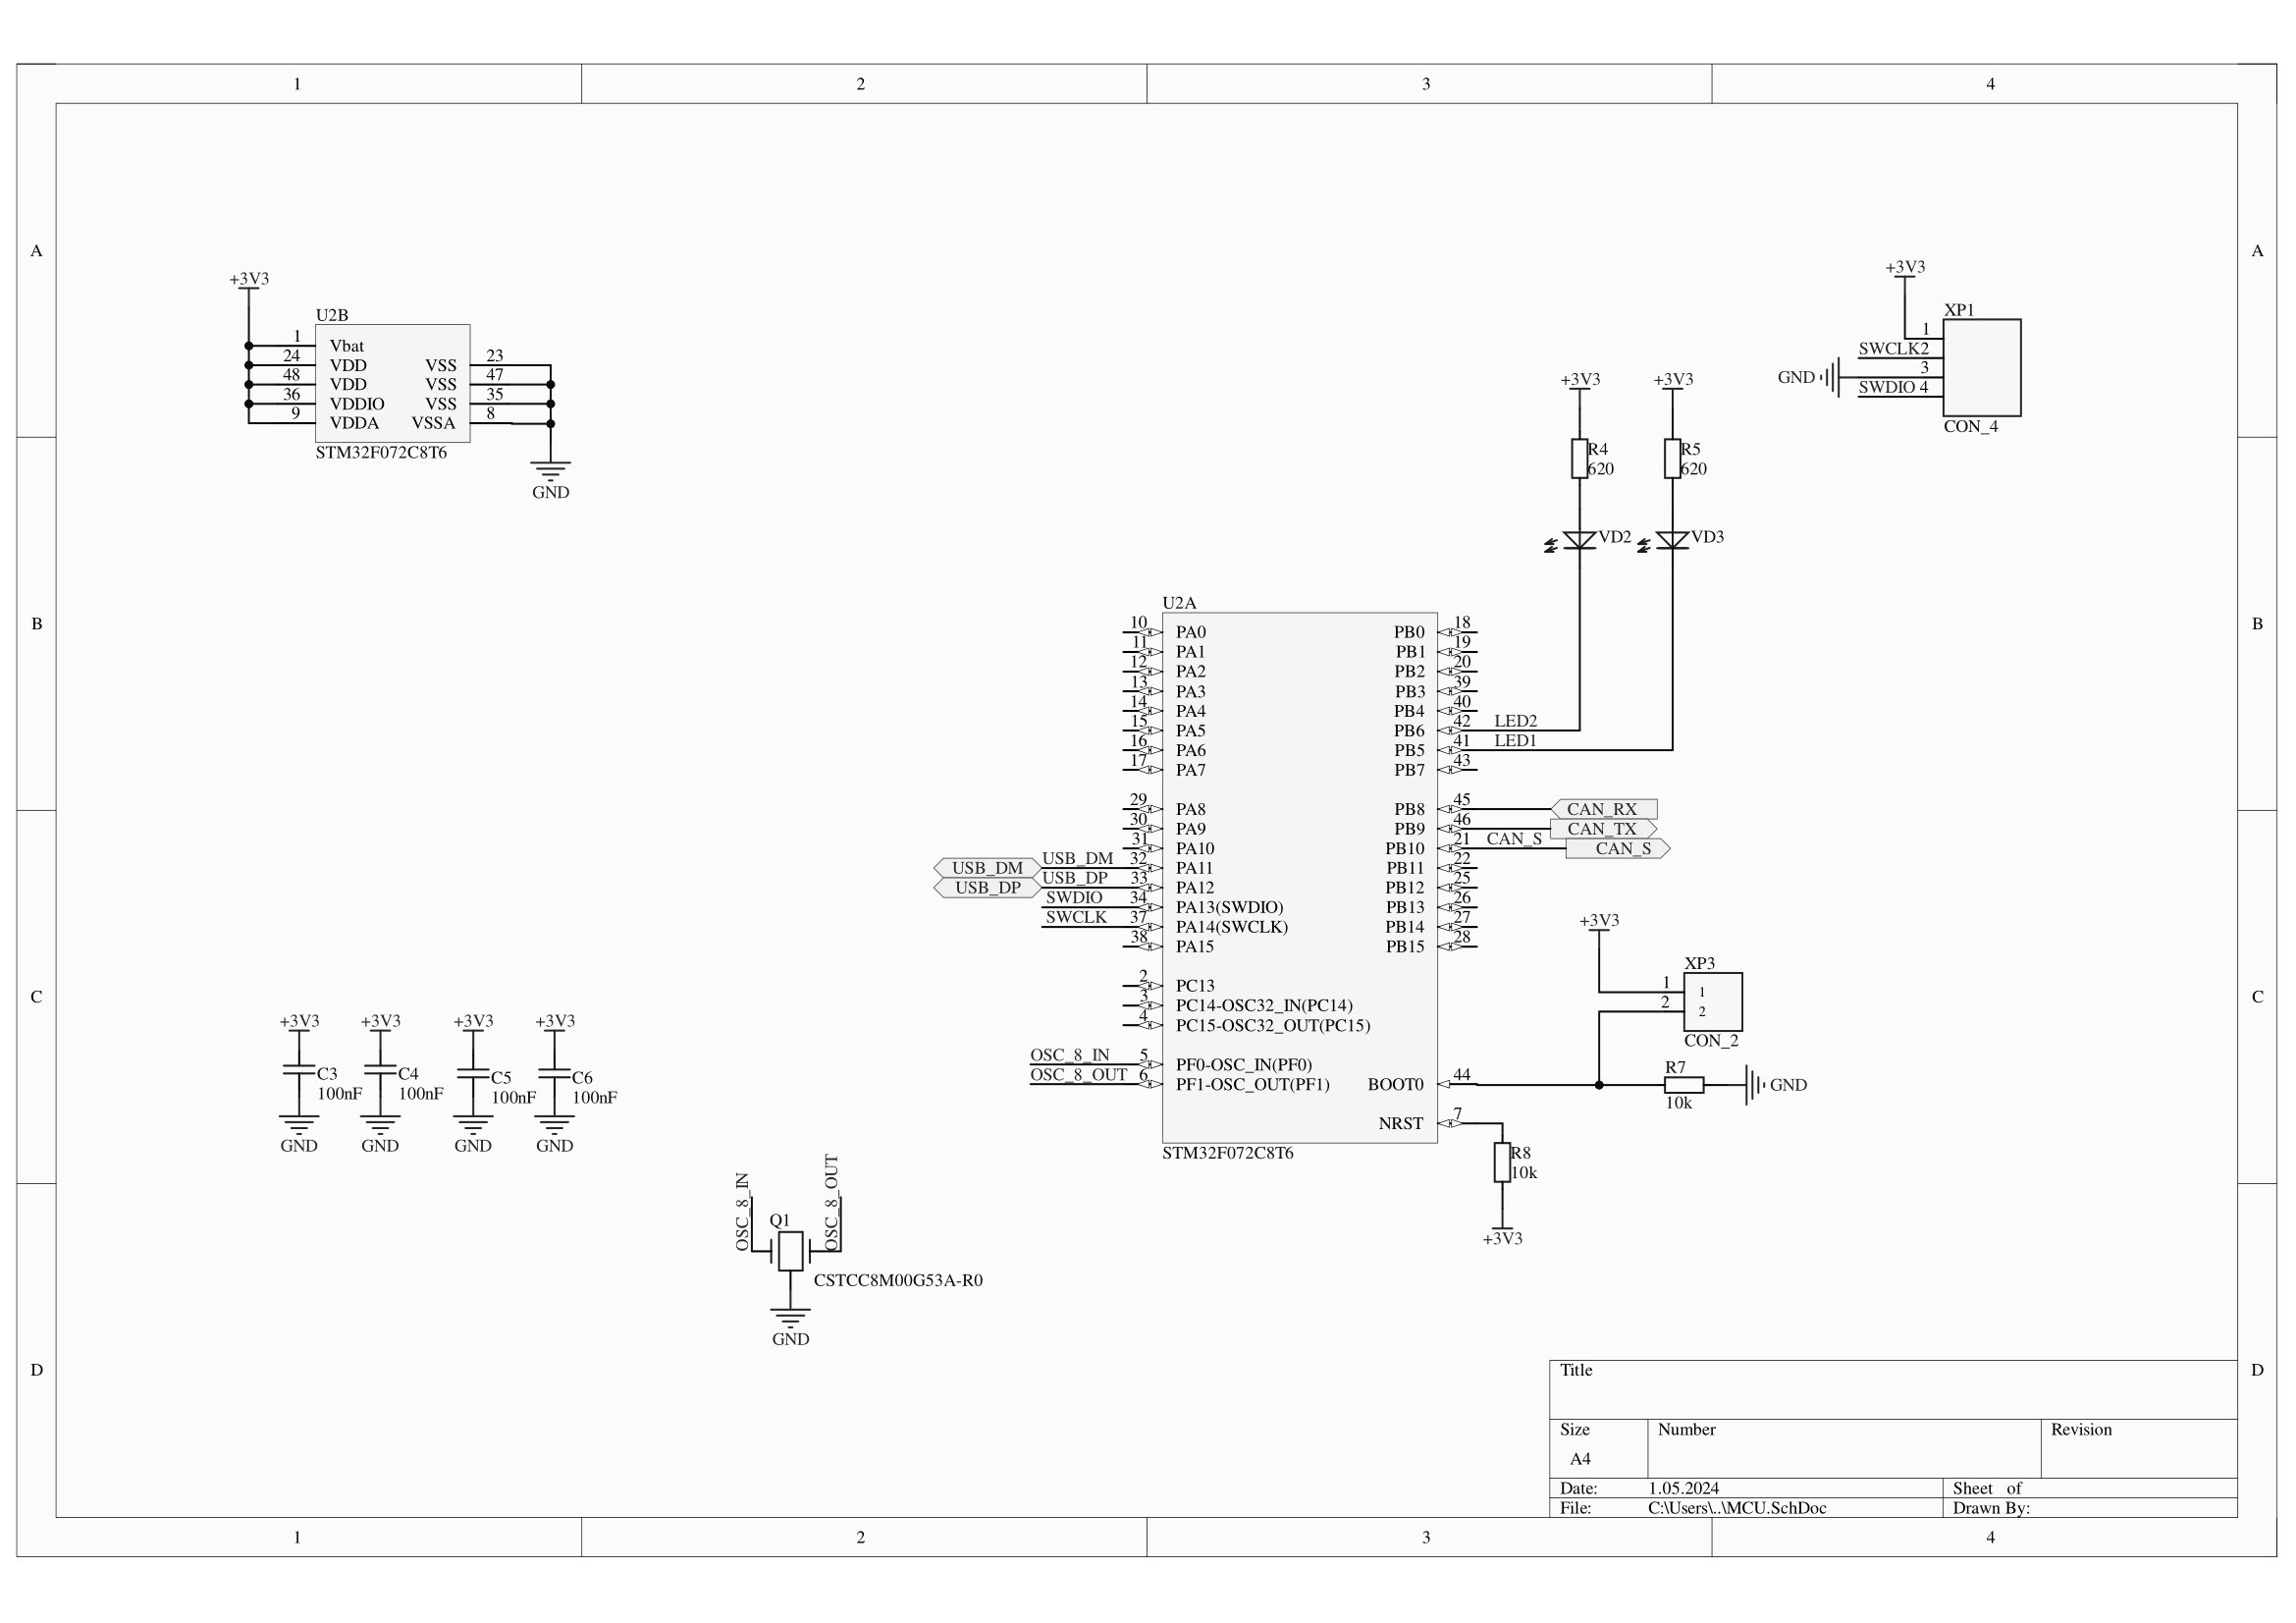 1 2 3 4
A A
+3V3
U2B
1 Vbat
24 VDD VSS 23
48 VDD VSS 47
36 VDDIO VSS 35
9 VDDA VSSA 8
STM32F072C8T6
GND
+3V3
XP1
1
SWCLK 2
GND 3
SWDIO 4
CON_4
+3V3 +3V3
R4 R5
620 620
VD2 VD3
B B
U2A
10 PA0 PB0 18
11 PA1 PB1 19
12 PA2 PB2 20
13 PA3 PB3 39
14 PA4 PB4 40
15 PA5 PB6 42 LED2
16 PA6 PB5 41 LED1
17 PA7 PB7 43
29 PA8 PB8 45 CAN_RX
30 PA9 PB9 46 CAN_TX
31 PA10 PB10 21 CAN_S CAN_S
USB_DM USB_DM 32 PA11 PB11 22
USB_DP USB_DP 33 PA12 PB12 25
SWDIO 34 PA13(SWDIO) PB13 26
SWCLK 37 PA14(SWCLK) PB14 27
38 PA15 PB15 28
2 PC13
3 PC14-OSC32_IN(PC14)
4 PC15-OSC32_OUT(PC15)
OSC_8_IN 5 PF0-OSC_IN(PF0)
OSC_8_OUT 6 PF1-OSC_OUT(PF1) BOOT0 44
NRST 7
STM32F072C8T6
+3V3
XP3
1 1
2 2
CON_2
R7
10k
GND
R8
10k
+3V3
C C
+3V3 +3V3 +3V3 +3V3
C3 C4 C5 C6
100nF 100nF 100nF 100nF
GND GND GND GND
OSC_8_IN OSC_8_OUT
Q1
CSTCC8M00G53A-R0
GND
D D
Title
Size Number Revision
A4
Date: 1.05.2024 Sheet of
File: C:\Users\..\MCU.SchDoc Drawn By:
1 2 3 4